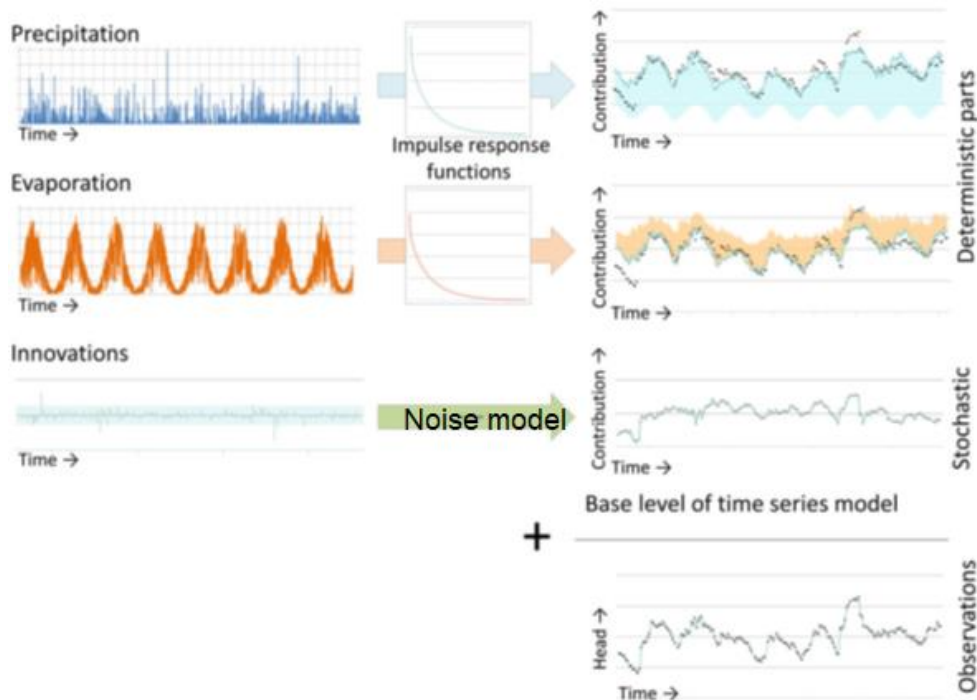 Precipitation
Time →
Impulse response
functions
Contribution →
Time →
Deterministic parts
Evaporation
Time →
Contribution →
Time →
Innovations
Time →
Noise model
Contribution →
Time →
Stochastic
Base level of time series model
+
Head →
Time →
Observations